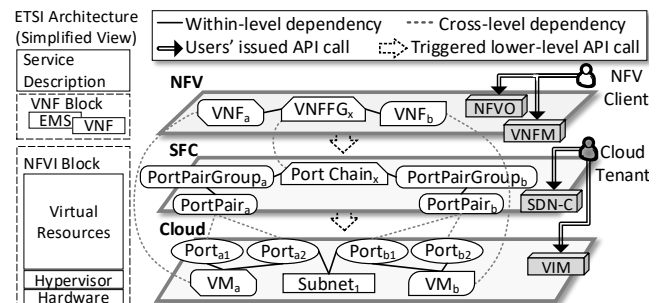 ETSI Architecture
(Simplified View)
Service
Description
VNF Block
EMS
VNF
NFVI Block
Virtual
Resources
Hypervisor
Hardware
Within-level dependency
Cross-level dependency
Users' issued API call
Triggered lower-level API call
NFV
VNFa
VNFFGx
VNFb
NFVO
VNFM
NFV
Client
SFC
PortPairGroupa
Port Chainx
PortPairGroupb
PortPaira
PortPairb
SDN-C
Cloud
Tenant
Cloud
Porta1
Porta2
Portb1
Portb2
VMa
Subnet1
VMb
VIM